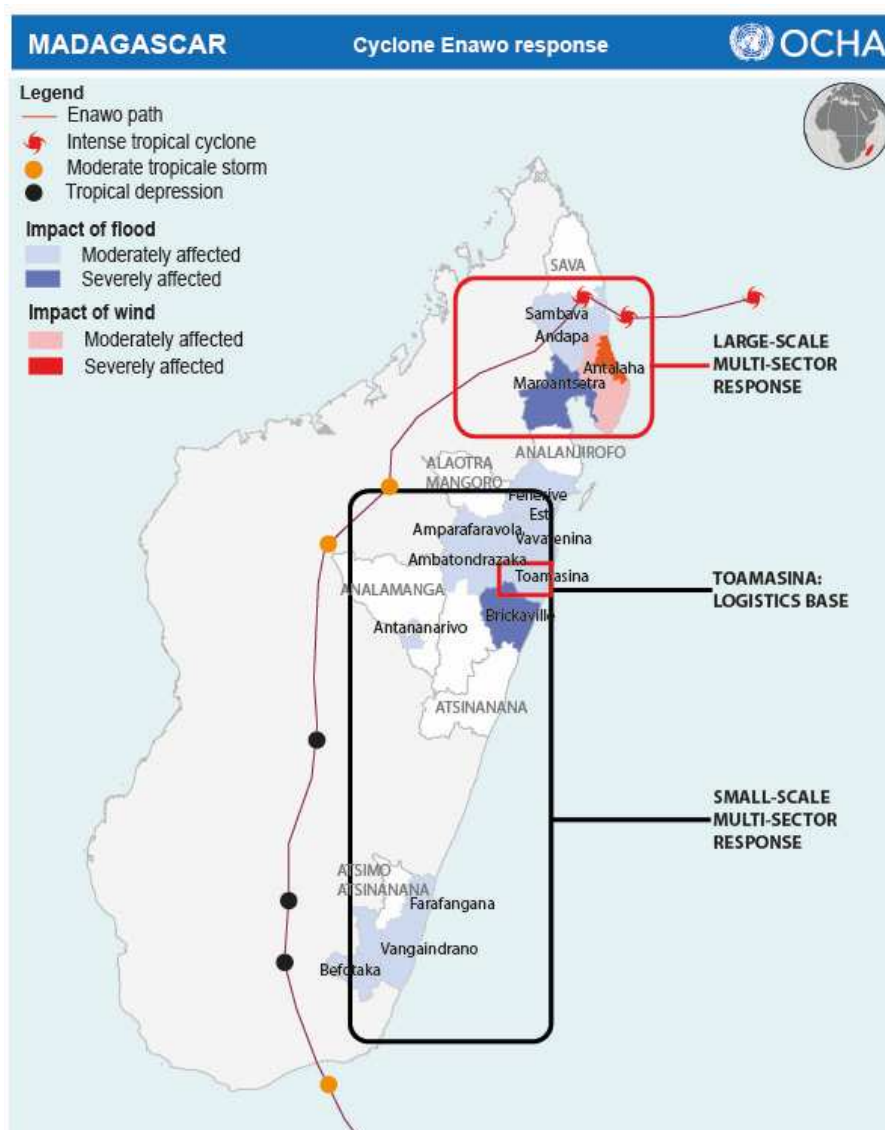 MADAGASCAR
Cyclone Enawo response
OCHA
Legend
Enawo path
Intense tropical cyclone
Moderate tropicale storm
Tropical depression
Impact of flood
Moderately affected
Severely affected
Impact of wind
Moderately affected
Severely affected
SAVA
Sambava
Andapa
Antalaha
Maroantsetra
LARGE-SCALE
MULTI-SECTOR
RESPONSE
ANALANJIROFO
ALAOTRA
MANGORO
Fenerive
Est
Amparafaravola
Vavatenina
Ambatondrazaka
Toamasina
TOAMASINA:
LOGISTICS BASE
ANALAMANGA
Brickaville
Antananarivo
ATSINANANA
SMALL-SCALE
MULTI-SECTOR
RESPONSE
ATSIMO
ATSINANANA
Farafangana
Vangaindrano
Befotaka